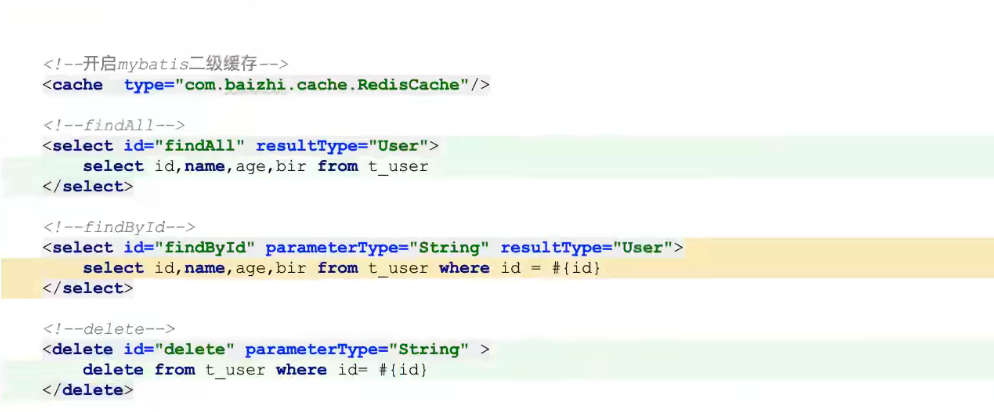 <!--开启mybatis二级缓存-->
<cache  type="com.baizhi.cache.RedisCache"/>
<!--findAll-->
<select id="findAll" resultType="User">
    select id,name,age,bir from t_user
</select>
<!--findById-->
<select id="findById" parameterType="String" resultType="User">
    select id,name,age,bir from t_user where id = #{id}
</select>
<!--delete-->
<delete id="delete" parameterType="String" >
    delete from t_user where id= #{id}
</delete>